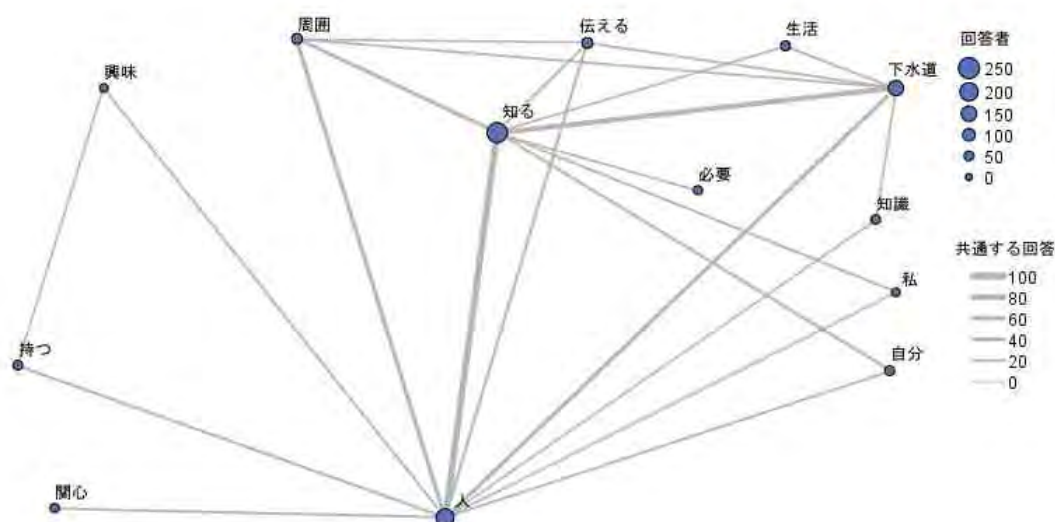 周囲
伝える
生活
興味
下水道
知る
必要
知識
私
自分
持つ
関心
人
回答者
250
200
150
100
50
0
共通する回答
100
80
60
40
20
0